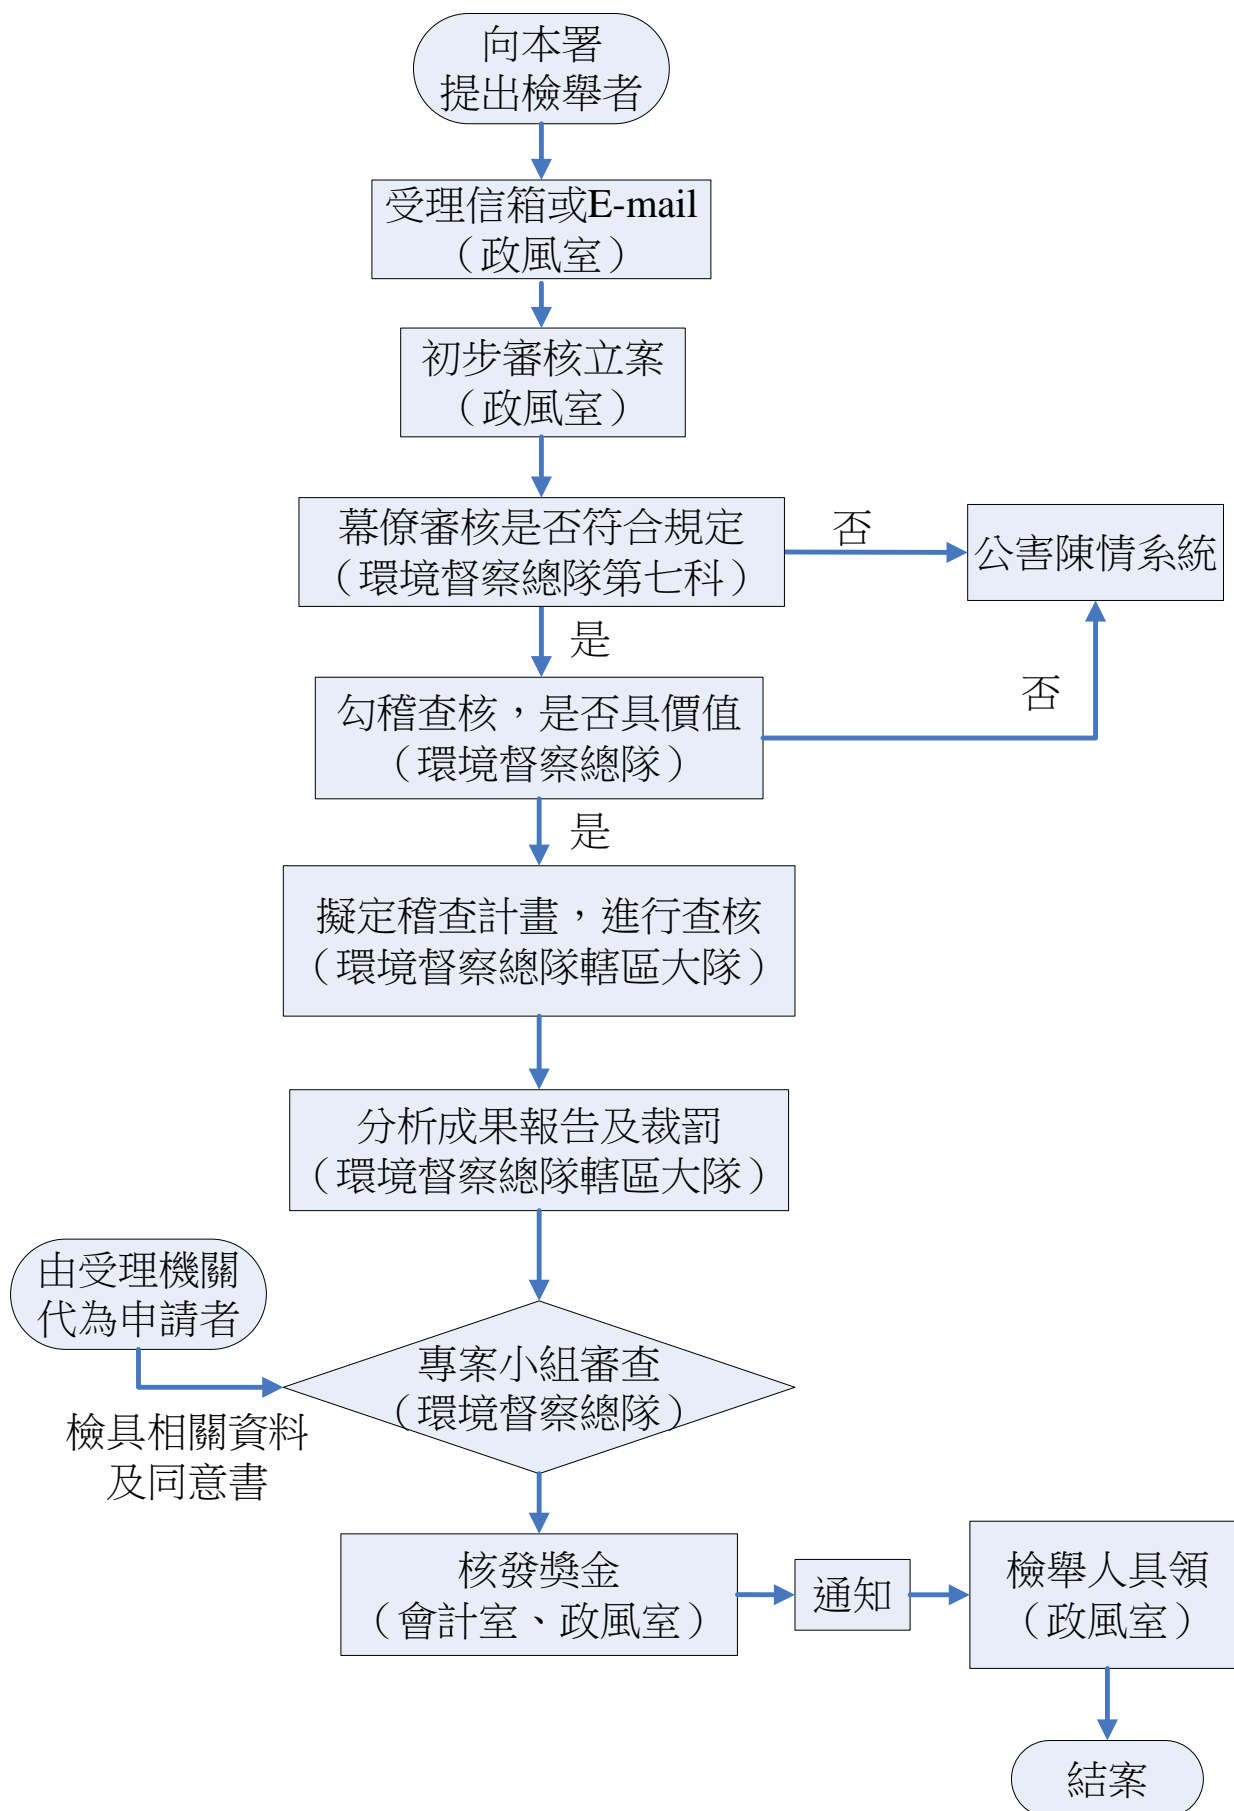 向本署
提出檢舉者
受理信箱或E-mail
（政風室）
初步審核立案
（政風室）
幕僚審核是否符合規定
（環境督察總隊第七科）
否
公害陳情系統
是
勾稽查核，是否具價值
（環境督察總隊）
否
是
擬定稽查計畫，進行查核
（環境督察總隊轄區大隊）
分析成果報告及裁罰
（環境督察總隊轄區大隊）
由受理機關
代為申請者
檢具相關資料
及同意書
專案小組審查
（環境督察總隊）
核發獎金
（會計室、政風室）
通知
檢舉人具領
（政風室）
結案